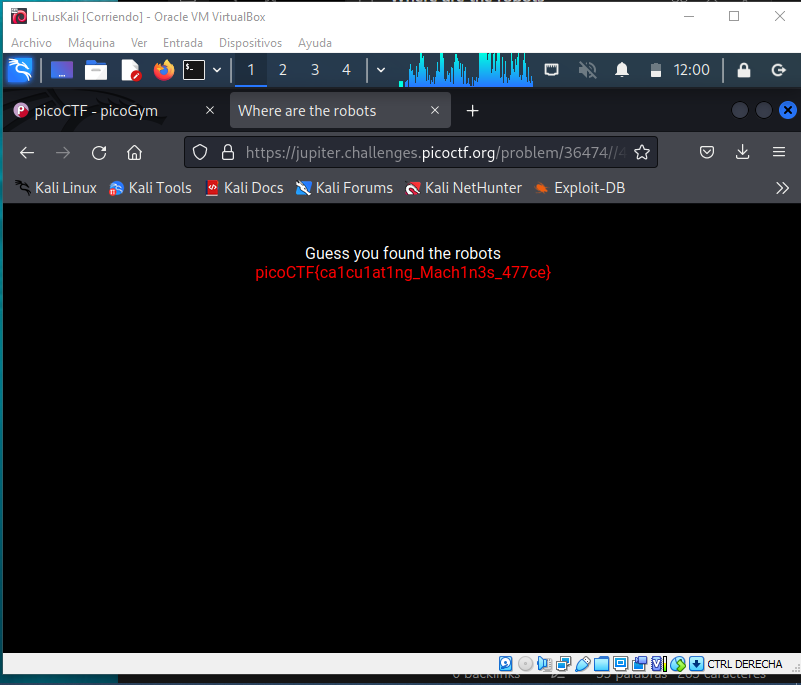 LinusKali [Corriendo] - Oracle VM VirtualBox
Archivo Máquina Ver Entrada Dispositivos Ayuda
1 2 3 4 12:00
picoCTF - picoGym Where are the robots
https://jupiter.challenges.picoctf.org/problem/36474//4
Kali Linux Kali Tools Kali Docs Kali Forums Kali NetHunter Exploit-DB
Guess you found the robots
picoCTF{ca1cu1at1ng_Mach1n3s_477ce}
CTRL DERECHA